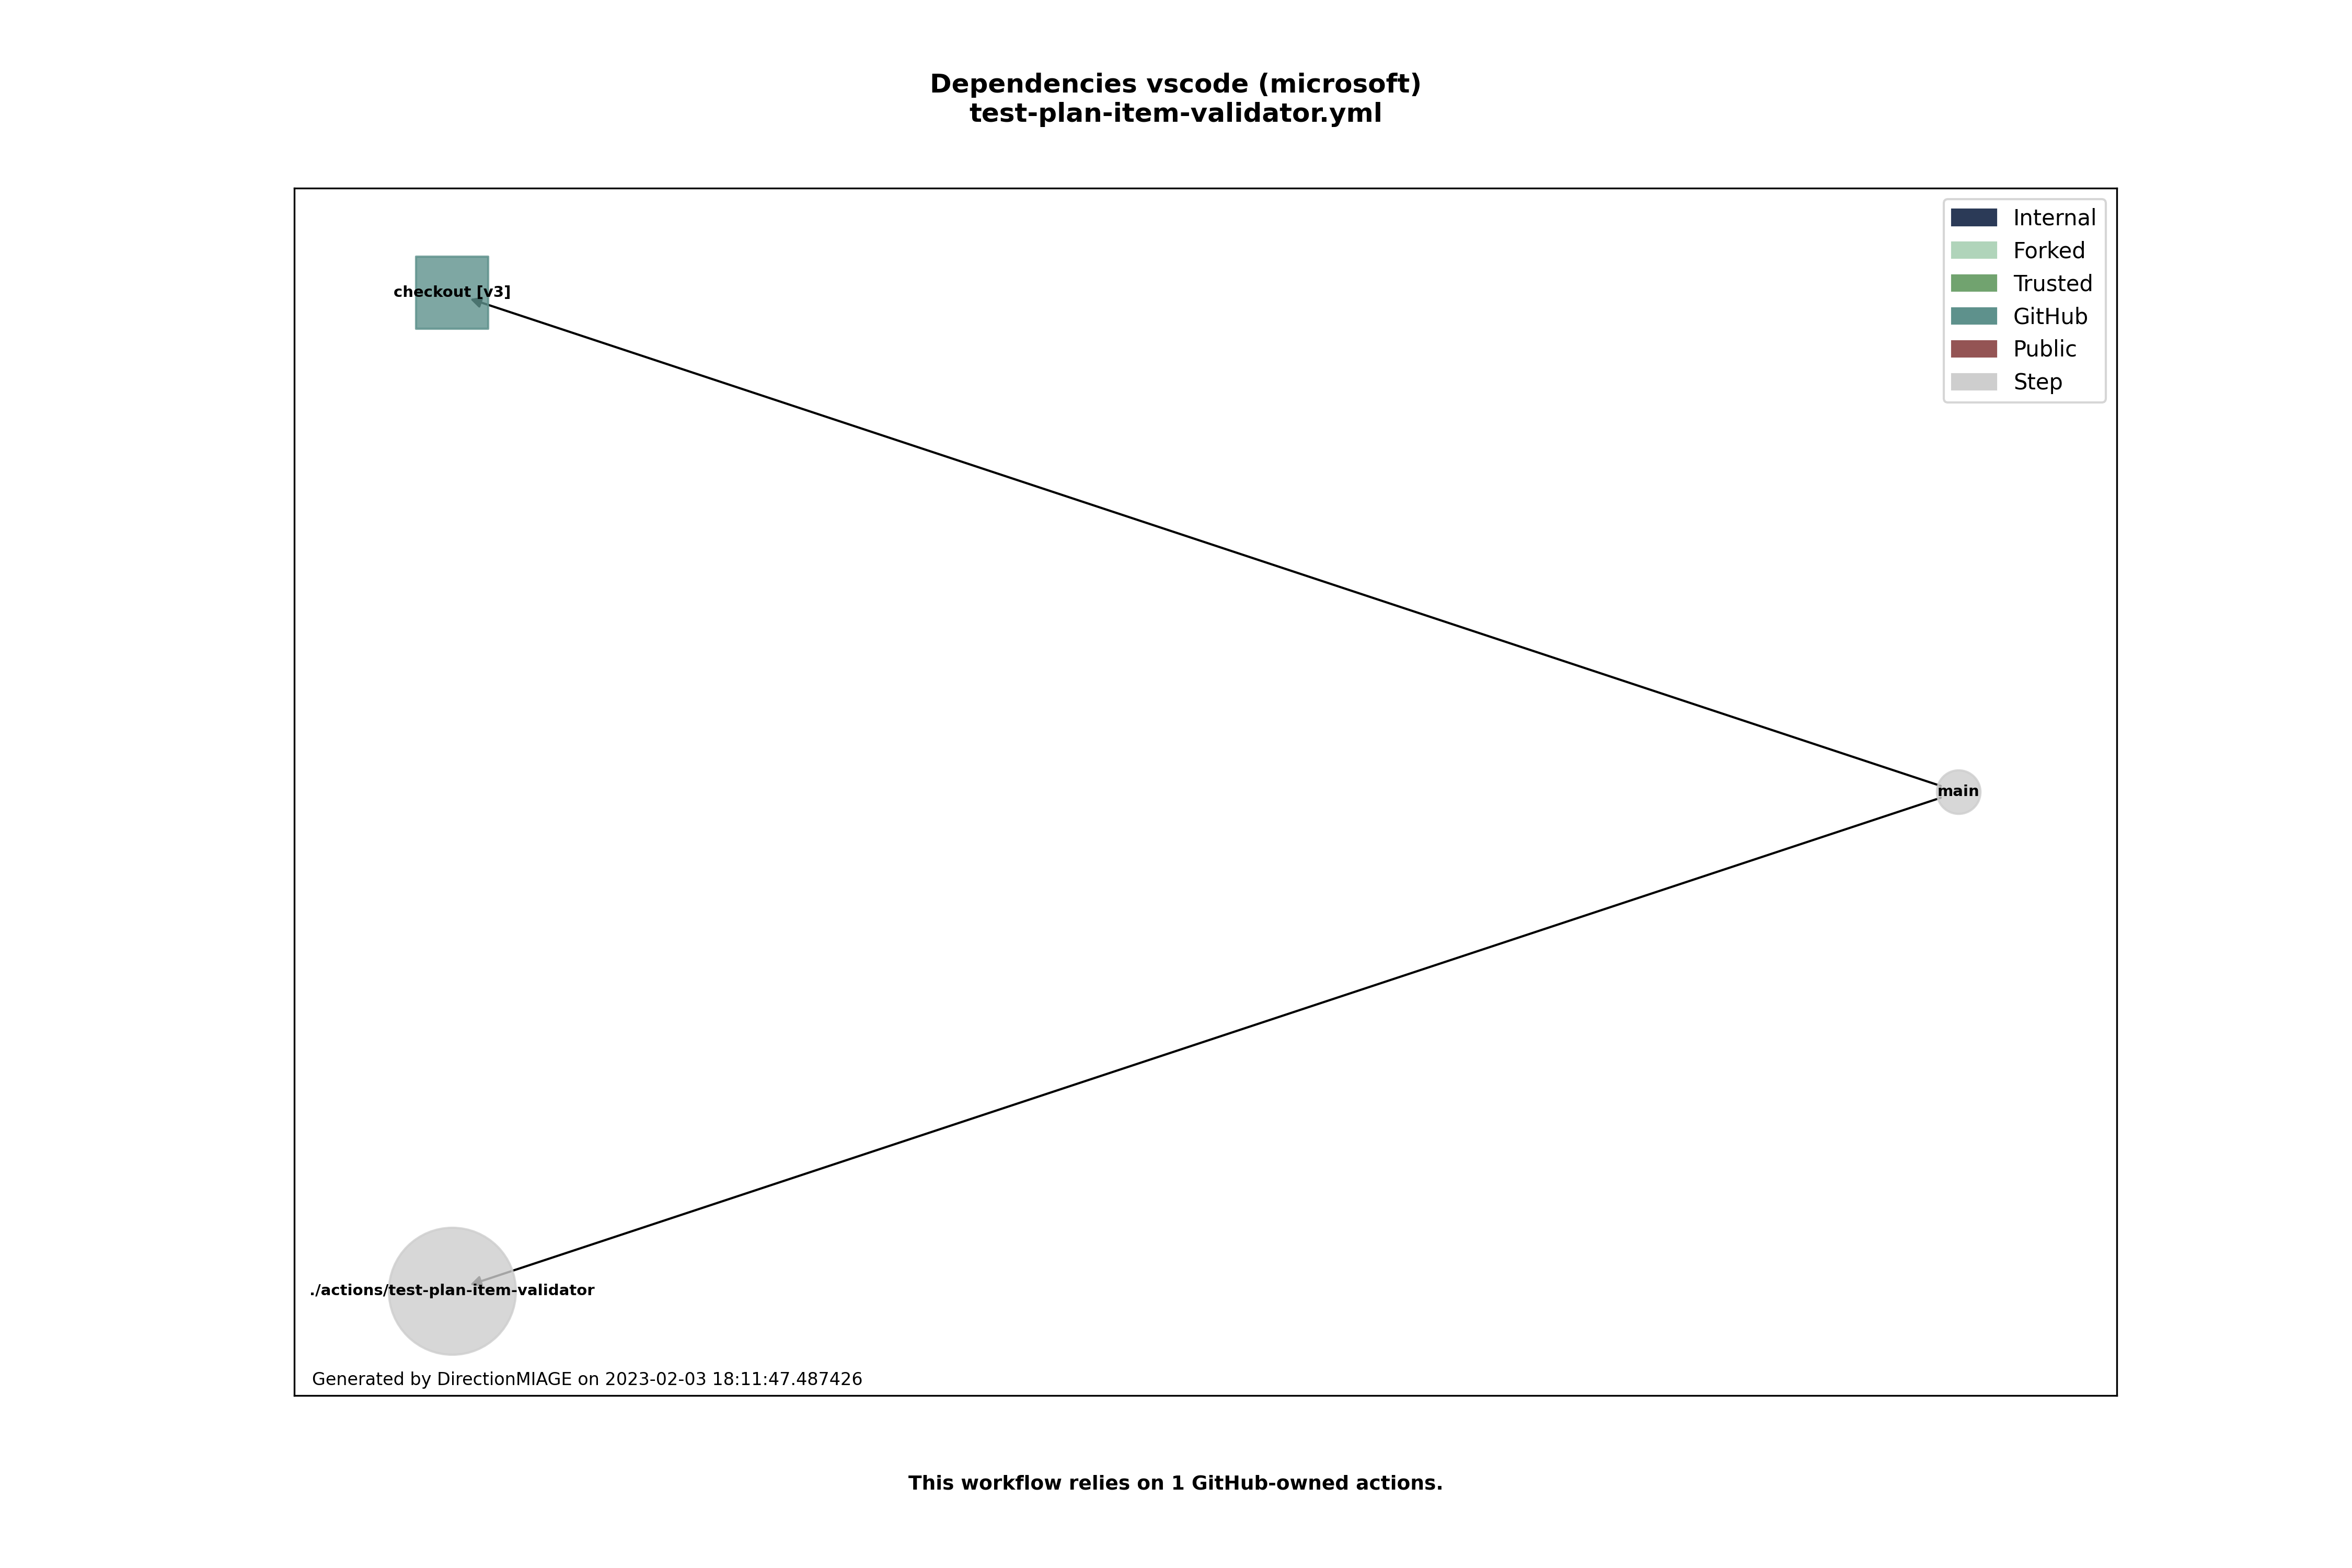 Dependencies vscode (microsoft)
test-plan-item-validator.yml
Internal
Forked
Trusted
GitHub
Public
Step
checkout [v3]
main
./actions/test-plan-item-validator
Generated by DirectionMIAGE on 2023-02-03 18:11:47.487426
This workflow relies on 1 GitHub-owned actions.